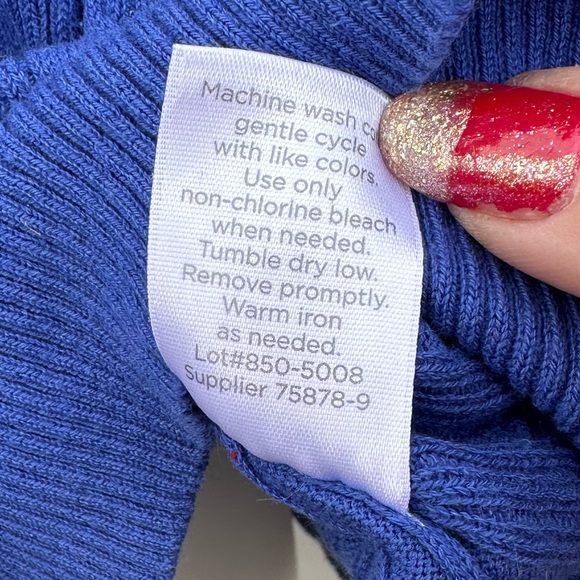 Machine wash
gentle cycle
with like colors.
Use only
non-chlorine bleach
when needed.
Tumble dry low.
Remove promptly.
Warm iron
as needed.
Lot#850-5008
Supplier 75878-9